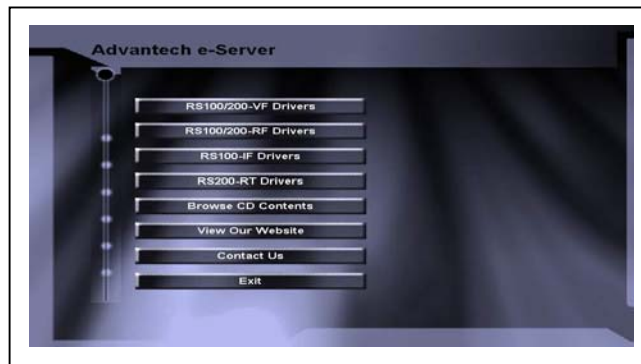 Advantech e-Server
RS100/200-VF Drivers
RS100/200-RF Drivers
RS100-IF Drivers
RS200-RT Drivers
Browse CD Contents
View Our Website
Contact Us
Exit